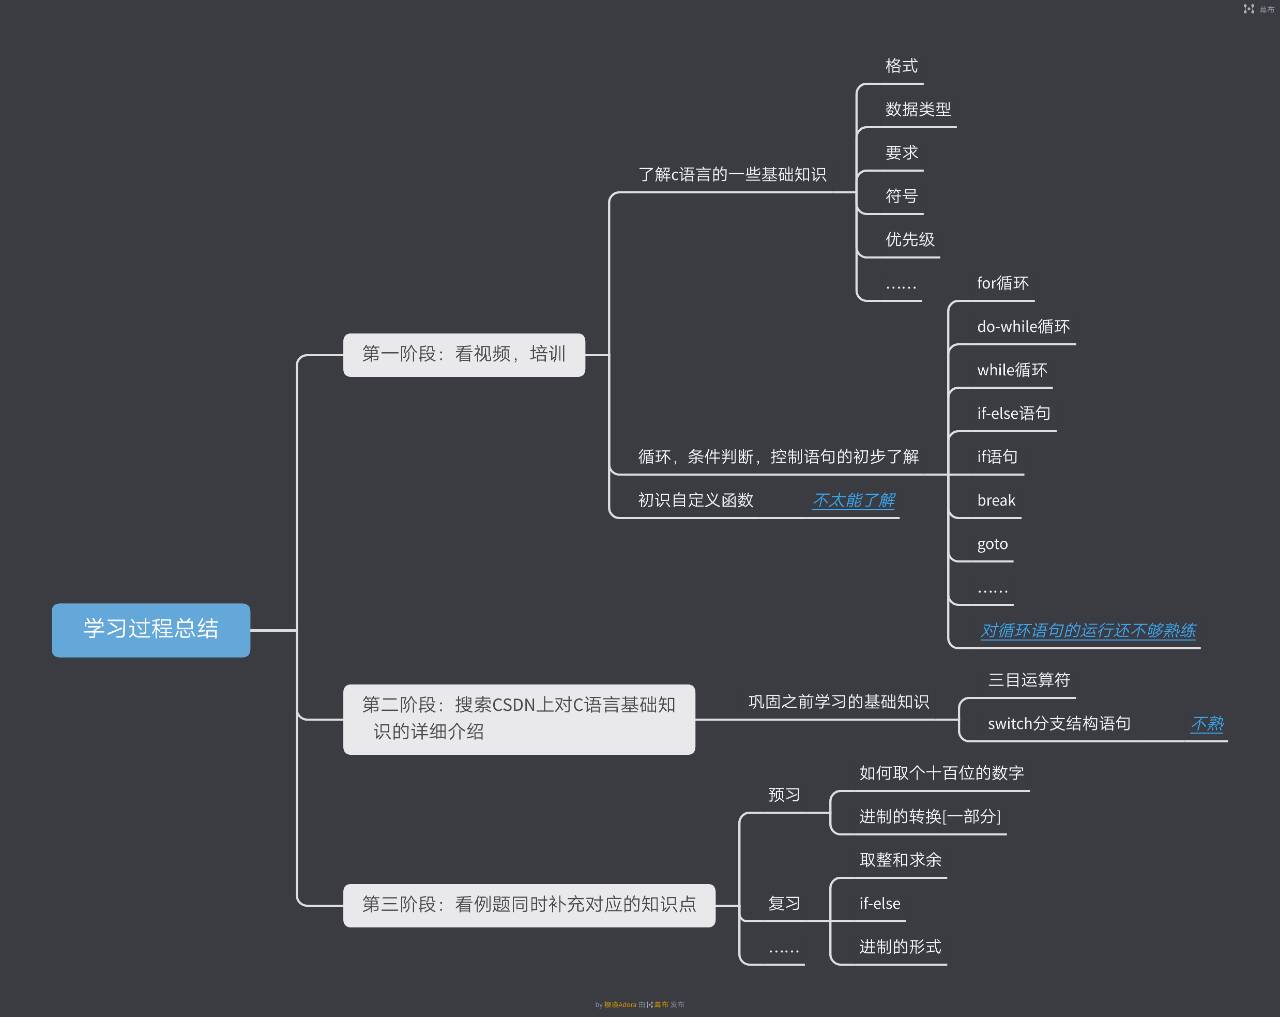 幕布
学习过程总结
第一阶段：看视频，培训
了解c语言的一些基础知识
格式
数据类型
要求
符号
优先级
……
循环，条件判断，控制语句的初步了解
for循环
do-while循环
while循环
if-else语句
if语句
break
goto
……
对循环语句的运行还不够熟练
初识自定义函数 不太能了解
第二阶段：搜索CSDN上对C语言基础知
识的详细介绍
巩固之前学习的基础知识
三目运算符
switch分支结构语句 不熟
第三阶段：看例题同时补充对应的知识点
预习
如何取个十百位的数字
进制的转换[一部分]
复习
取整和求余
if-else
进制的形式
……
by Adora 由 幕布 发布